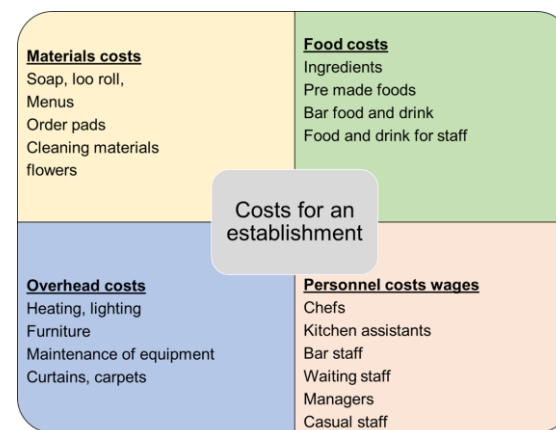 Materials costs
Soap, loo roll,
Menus
Order pads
Cleaning materials
flowers
Food costs
Ingredients
Pre made foods
Bar food and drink
Food and drink for staff
Costs for an
establishment
Overhead costs
Heating, lighting
Furniture
Maintenance of equipment
Curtains, carpets
Personnel costs wages
Chefs
Kitchen assistants
Bar staff
Waiting staff
Managers
Casual staff